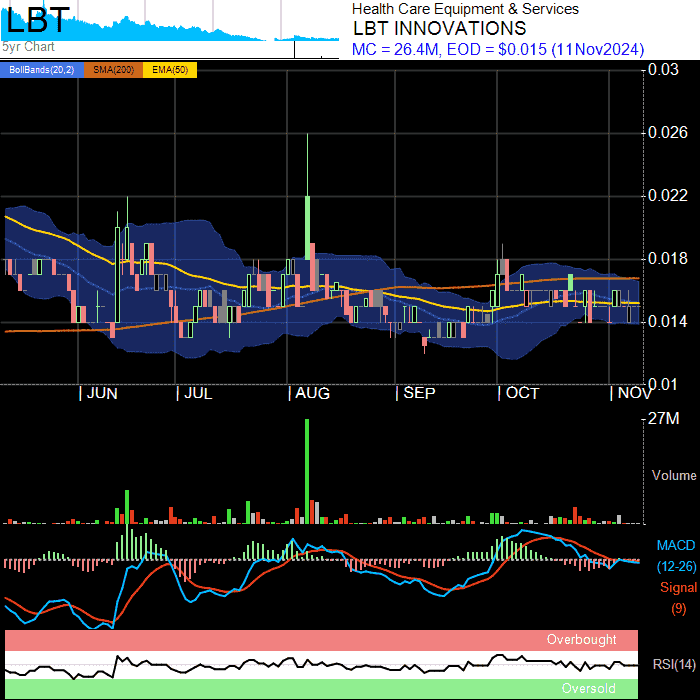 LBT
5yr Chart
Health Care Equipment & Services
LBT INNOVATIONS
MC = 26.4M, EOD = $0.015 (11Nov2024)
BollBands(20,2) SMA(200) EMA(50)
0.03
0.026
0.022
0.018
0.014
0.01
JUN JUL AUG SEP OCT NOV
27M
Volume
MACD
(12-26)
Signal
(9)
Overbought
RSI(14)
Oversold